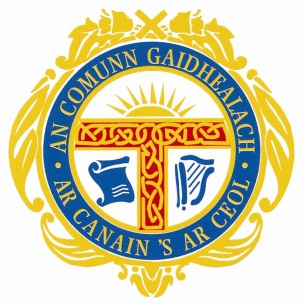 AN COMUNN GAIDHEALACH
AR CANAIN 'S AR CEOL